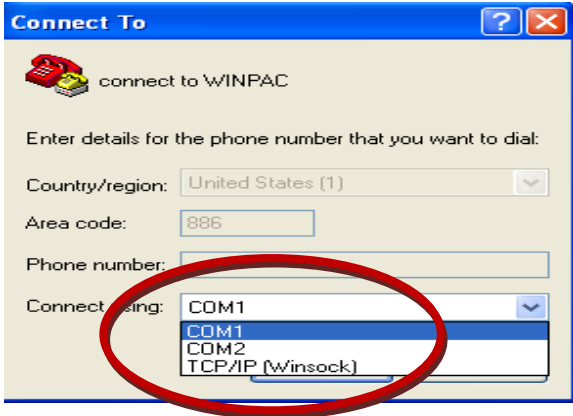 Connect To
connect to WINPAC
Enter details for the phone number that you want to dial:
Country/region: United States (1)
Area code: 886
Phone number:
Connect using: COM1
COM1
COM2
TCP/IP (Winsock)